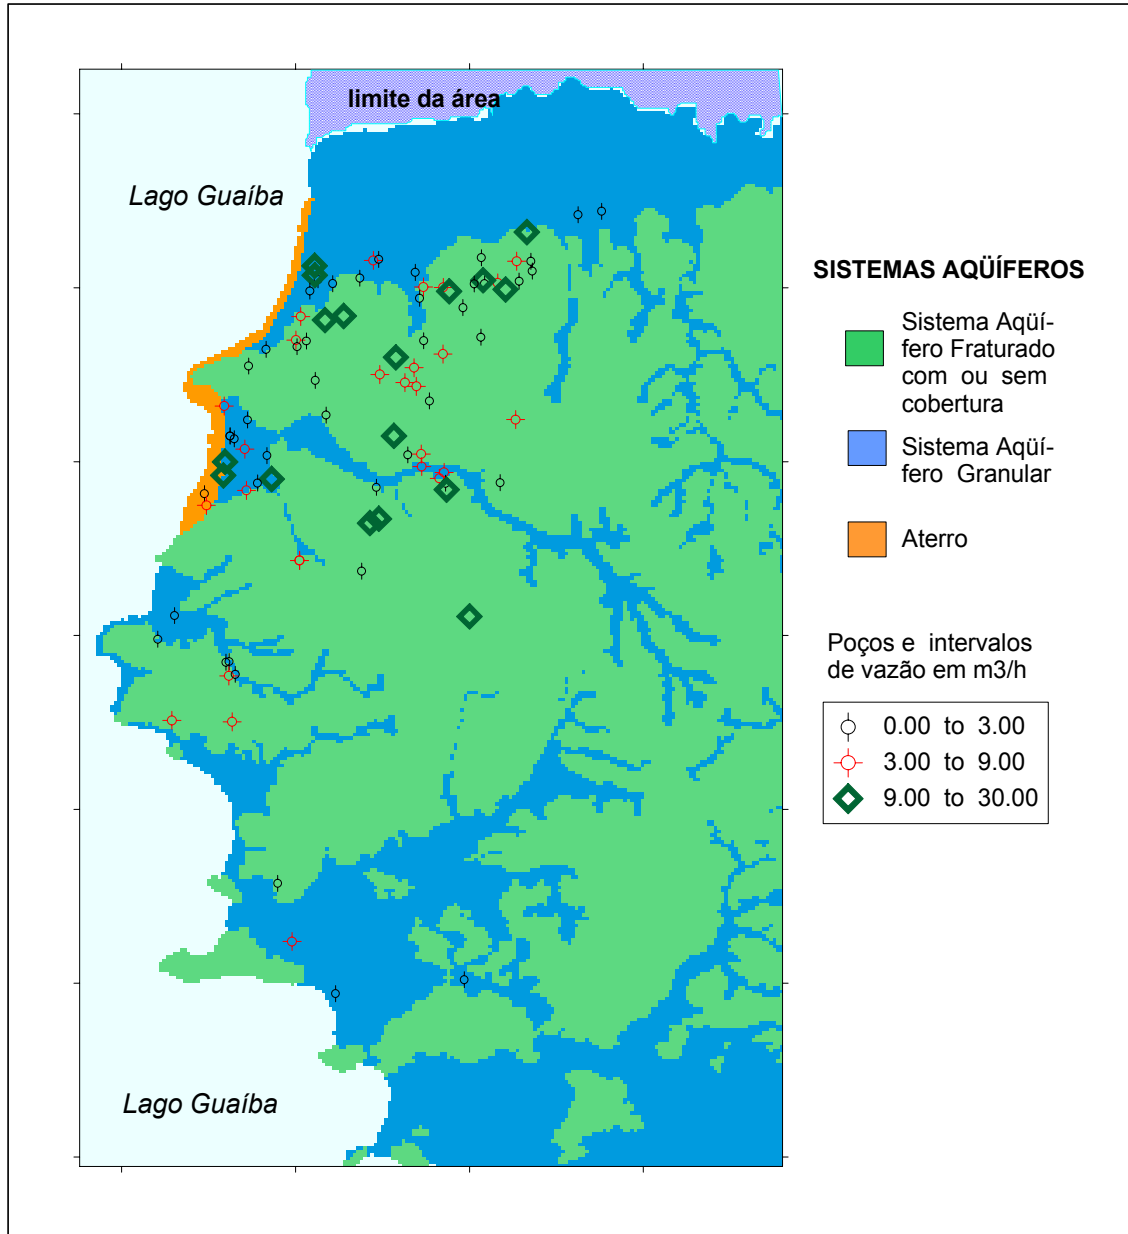 limite da área
Lago Guaíba
SISTEMAS AQÜÍFEROS
Sistema Aqüí-
fero Fraturado
com ou sem
cobertura
Sistema Aqüí-
fero Granular
Aterro
Poços e intervalos
de vazão em m3/h
0.00 to 3.00
3.00 to 9.00
9.00 to 30.00
Lago Guaíba